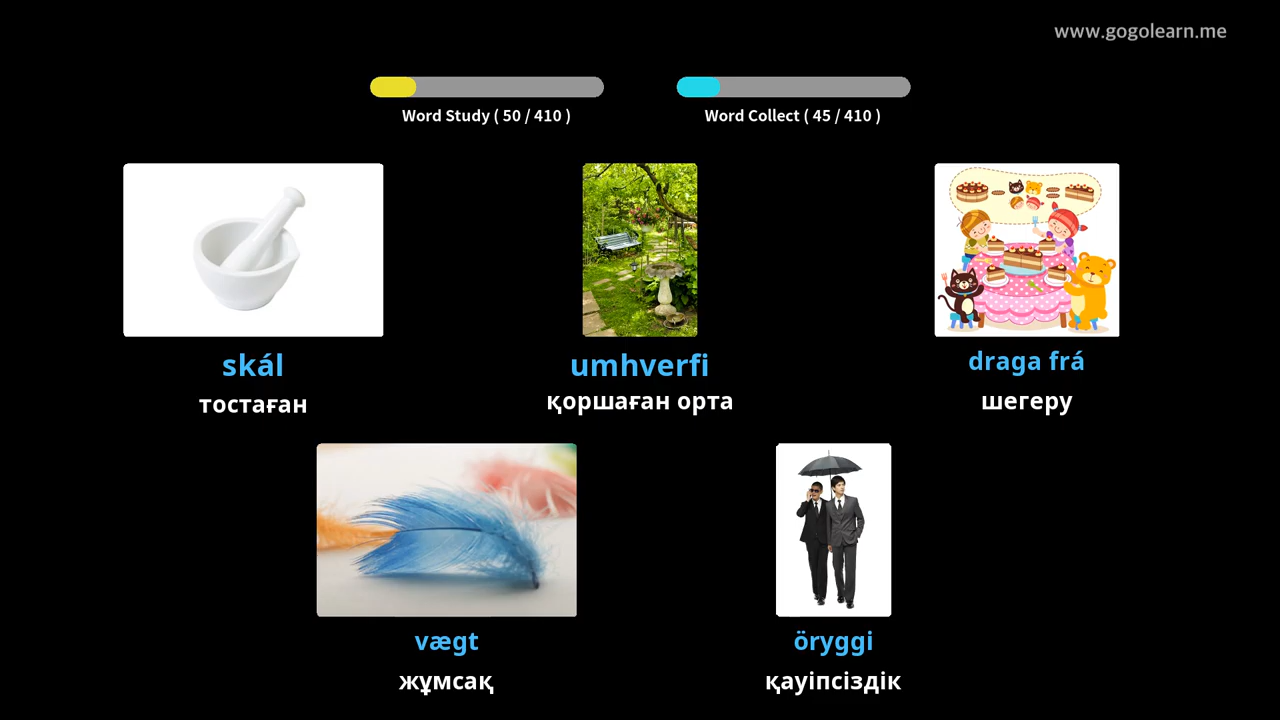 www.gogolearn.me
Word Study ( 50 / 410 )
Word Collect ( 45 / 410 )
skál
umhverfi
draga frá
тостаған
қоршаған орта
шегеру
vægt
öryggi
жұмсақ
қауіпсіздік